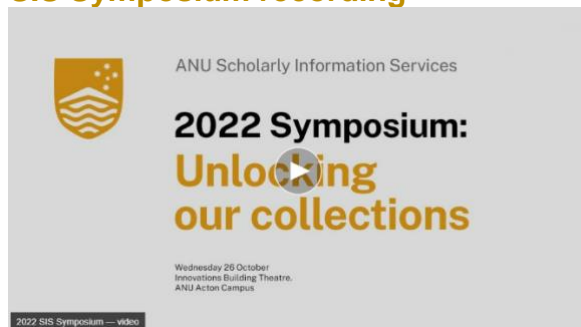 SIS Symposium recording
ANU Scholarly Information Services
2022 Symposium:
Unlocking
our collections
Wednesday 26 October
Innovations Building Theatre.
ANU Acton Campus
2022 SIS Symposium — video